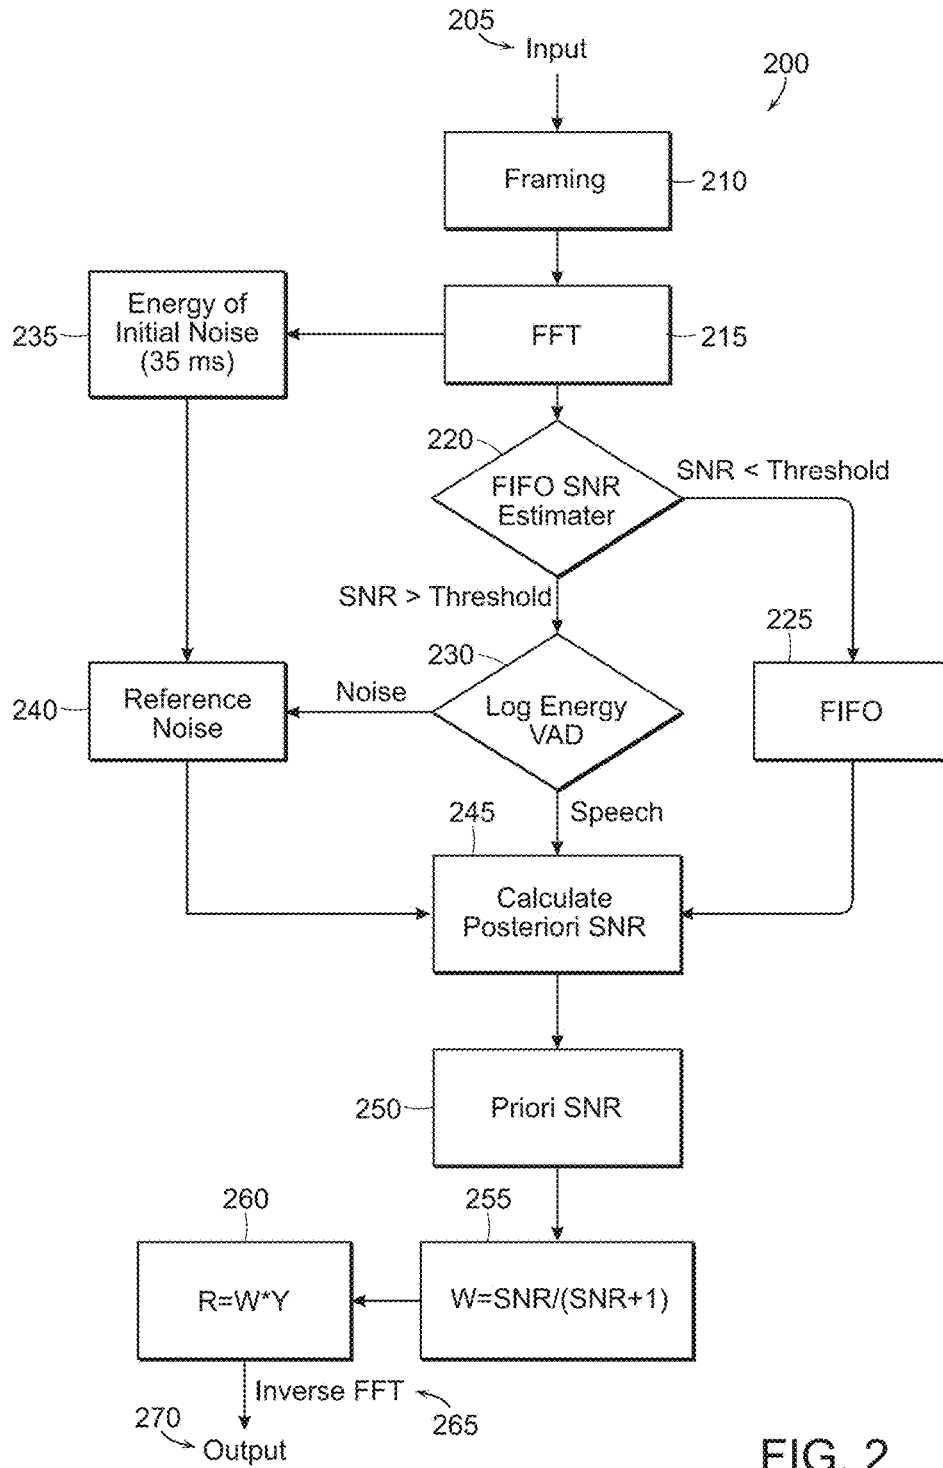 205
Input
200
Framing
210
Energy of
Initial Noise
(35 ms)
235
FFT
215
220
FIFO SNR
Estimater
SNR < Threshold
SNR > Threshold
225
FIFO
230
Log Energy
VAD
Noise
Reference
Noise
240
Speech
245
Calculate
Posteriori SNR
Priori SNR
250
260
255
R=W*Y
W=SNR/(SNR+1)
Inverse FFT
265
270
Output
FIG. 2